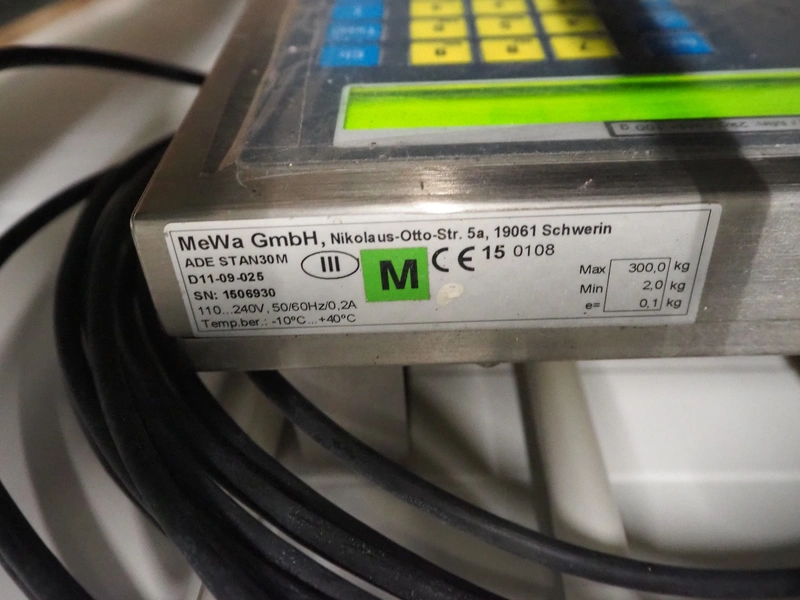 MeWa GmbH, Nikolaus-Otto-Str. 5a, 19061 Schwerin
ADE STAN30M
D11-09-025
SN: 1506930
110...240V, 50/60Hz/0,2A
Temp.ber.: -10°C...+40°C
III
M
CE 15 0108
Max 300,0 kg
Min 2,0 kg
e= 0,1 kg